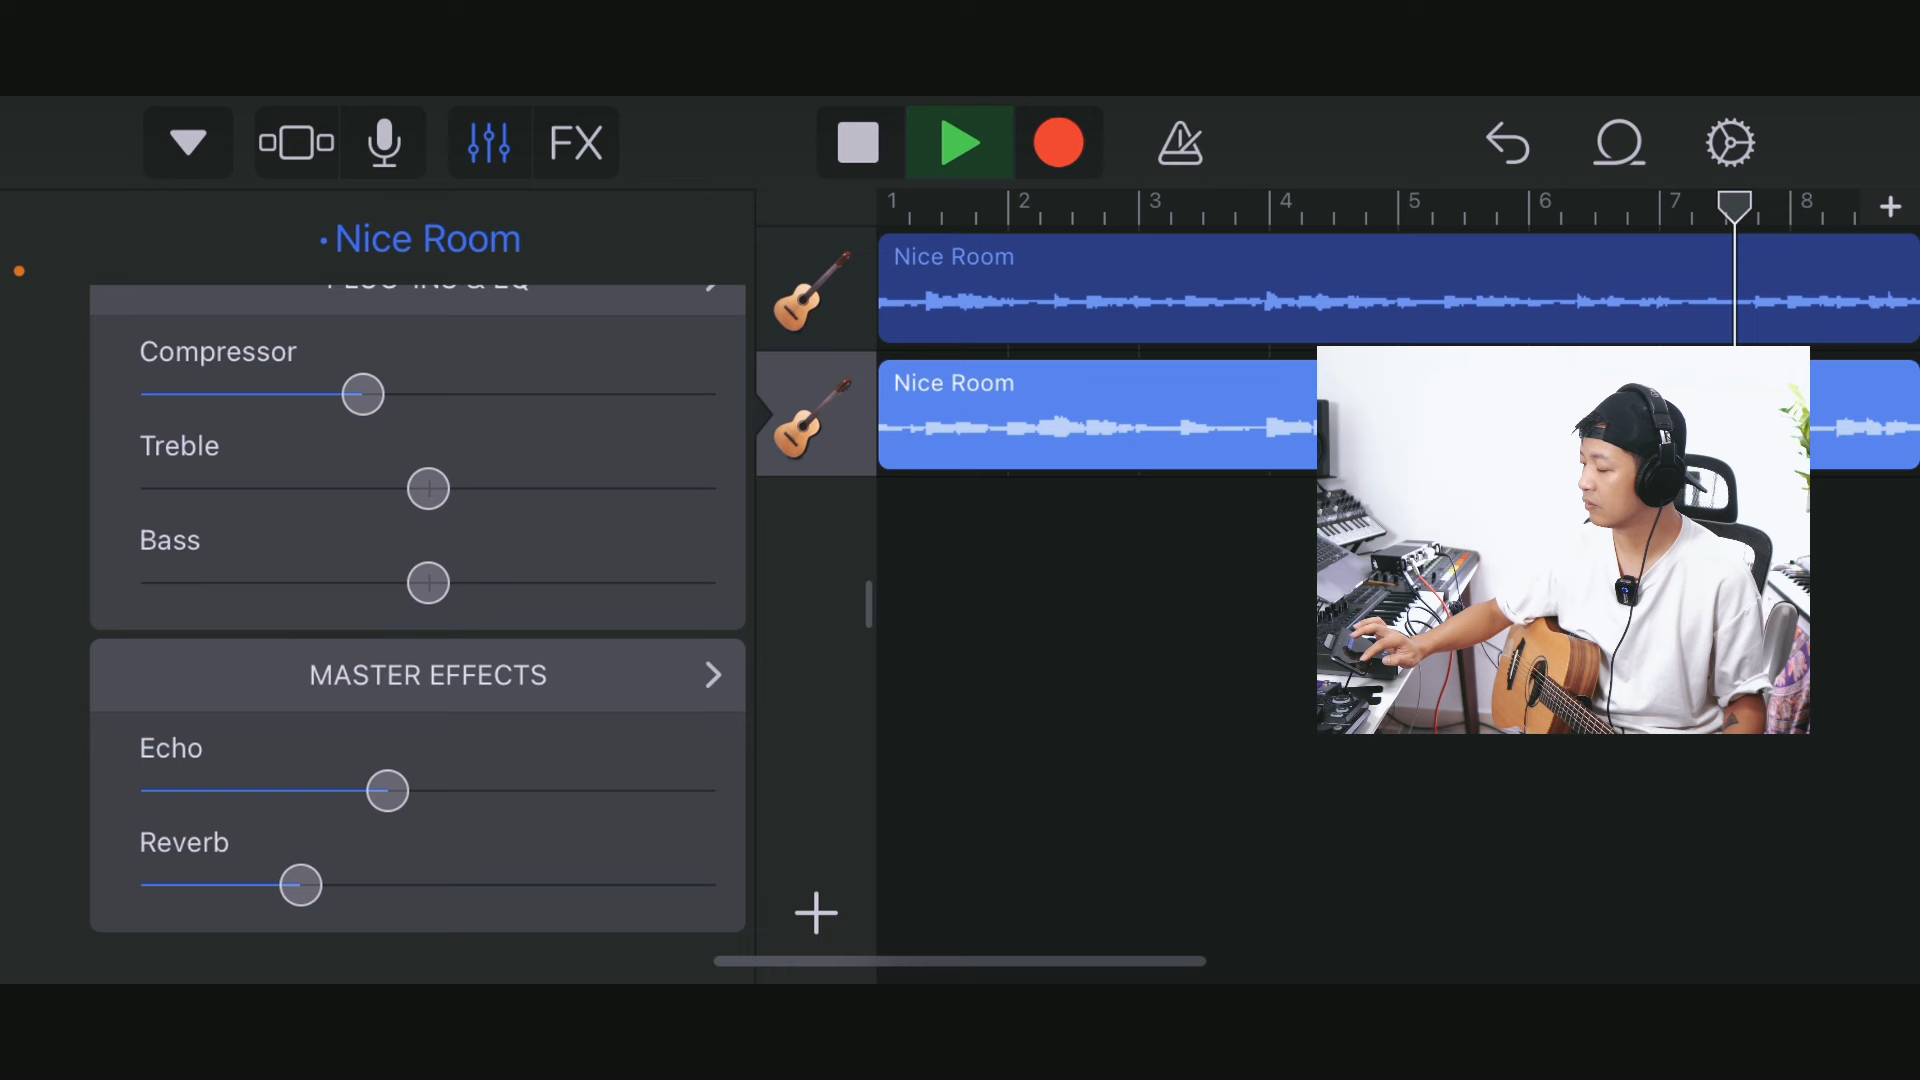 FX
• Nice Room
1 2 3 4 5 6 7 8
PLUG-INS & EQ
Compressor
Treble
Bass
MASTER EFFECTS
Echo
Reverb
Nice Room
Nice Room